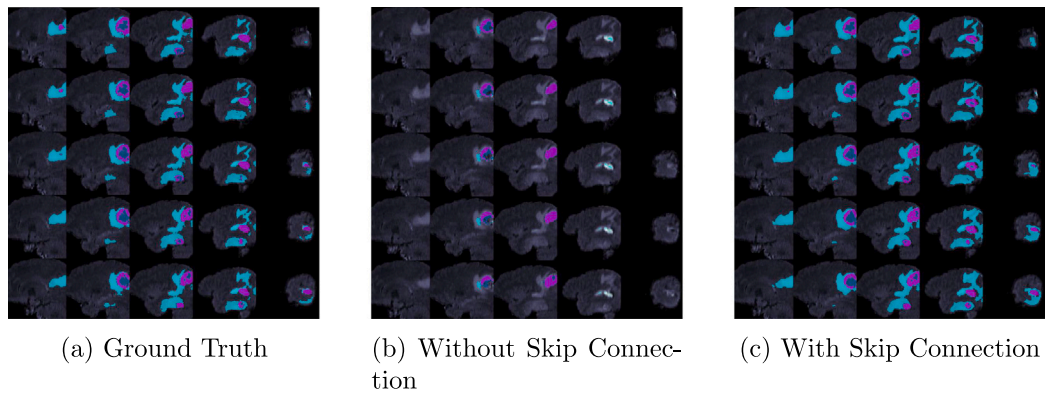 (a) Ground Truth
(b) Without Skip Connec-
tion
(c) With Skip Connection